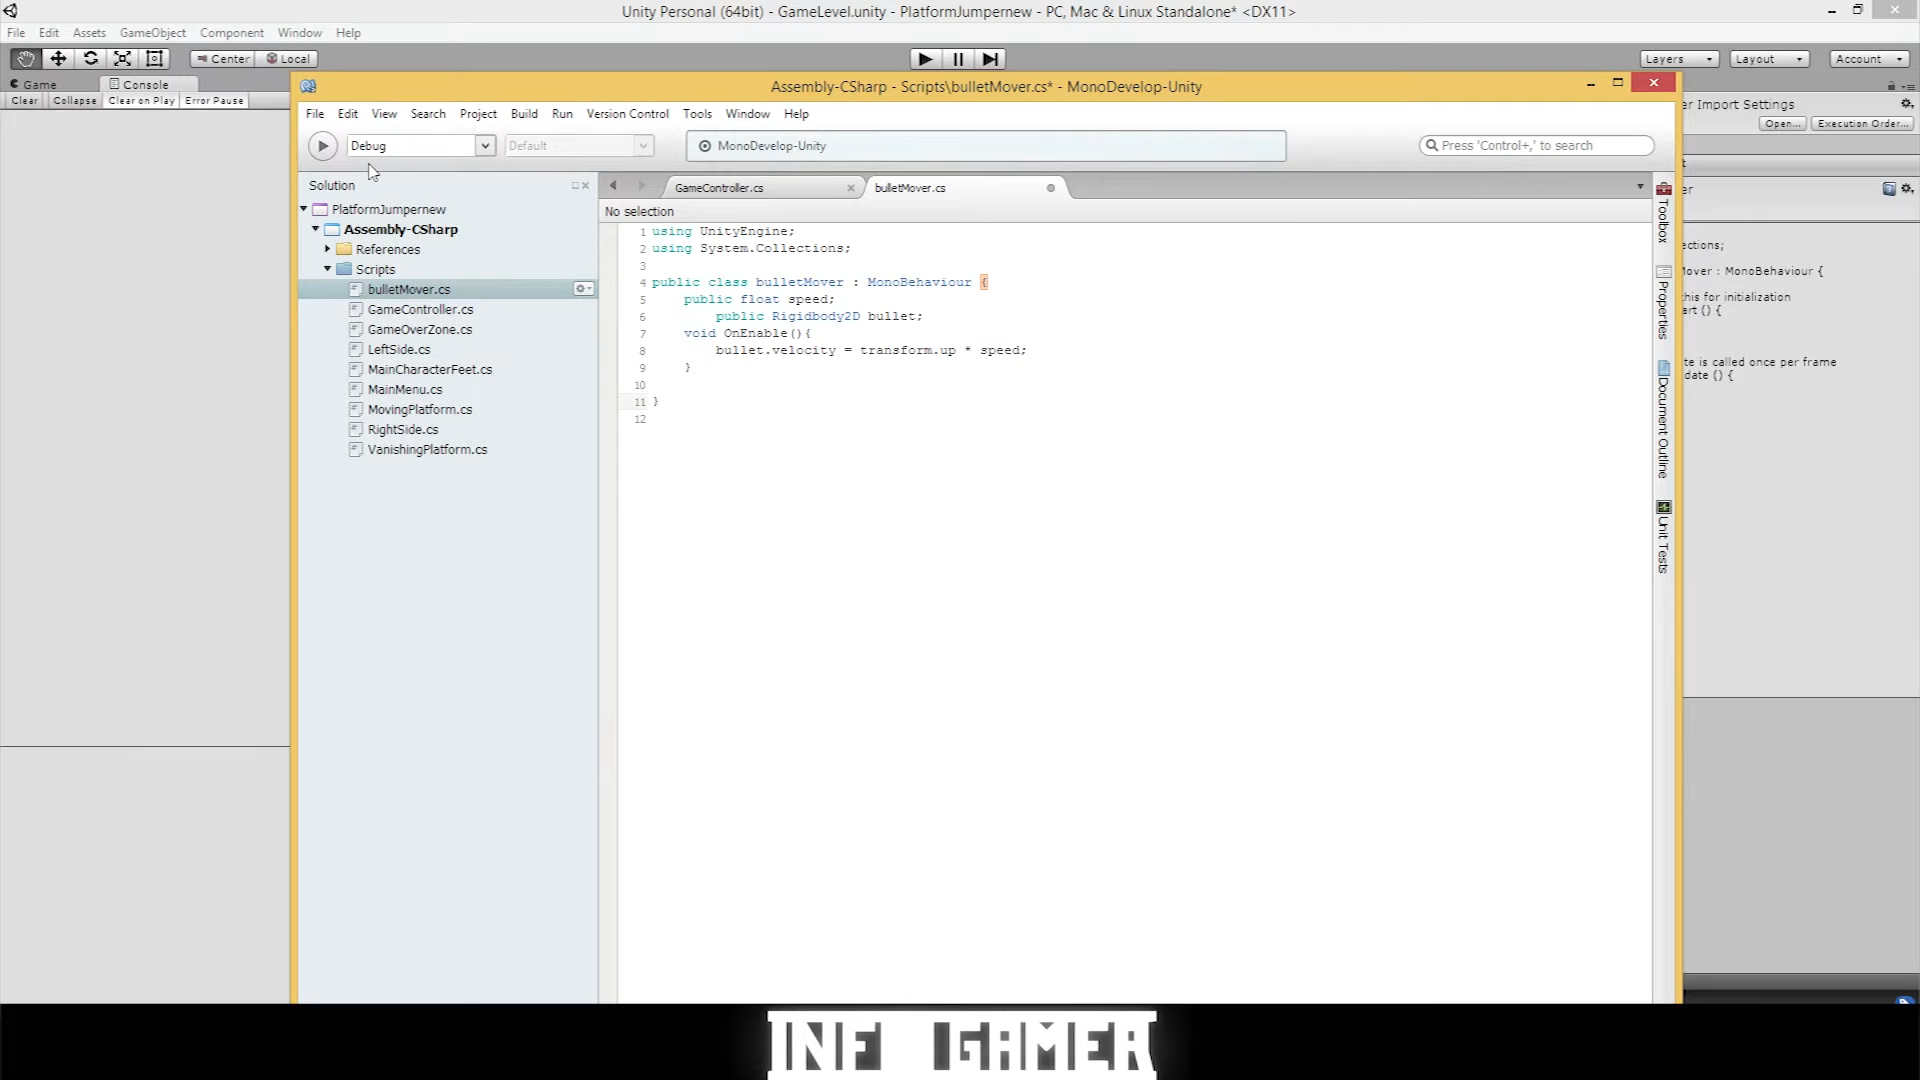 Unity Personal (64bit) - GameLevel.unity - PlatformJumpernew - PC, Mac & Linux Standalone* <DX11>
File Edit Assets GameObject Component Window Help
Center Local
Layers Layout Account
Game Console
Clear Collapse Clear on Play Error Pause
Assembly-CSharp - Scripts\bulletMover.cs* - MonoDevelop-Unity
File Edit View Search Project Build Run Version Control Tools Window Help
Debug Default MonoDevelop-Unity Press 'Control+,' to search
Solution
PlatformJumpernew
Assembly-CSharp
References
Scripts
bulletMover.cs
GameController.cs
GameOverZone.cs
LeftSide.cs
MainCharacterFeet.cs
MainMenu.cs
MovingPlatform.cs
RightSide.cs
VanishingPlatform.cs
GameController.cs bulletMover.cs
No selection
1 using UnityEngine;
2 using System.Collections;
3
4 public class bulletMover : MonoBehaviour {
5 public float speed;
6 public Rigidbody2D bullet;
7 void OnEnable(){
8 bullet.velocity = transform.up * speed;
9 }
10
11 }
12
Toolbox
Properties
Document Outline
Unit Tests
er Import Settings
Open... Execution Order...
er
ections;
Mover : MonoBehaviour {
this for initialization
art () {
te is called once per frame
date () {
INF GAMER